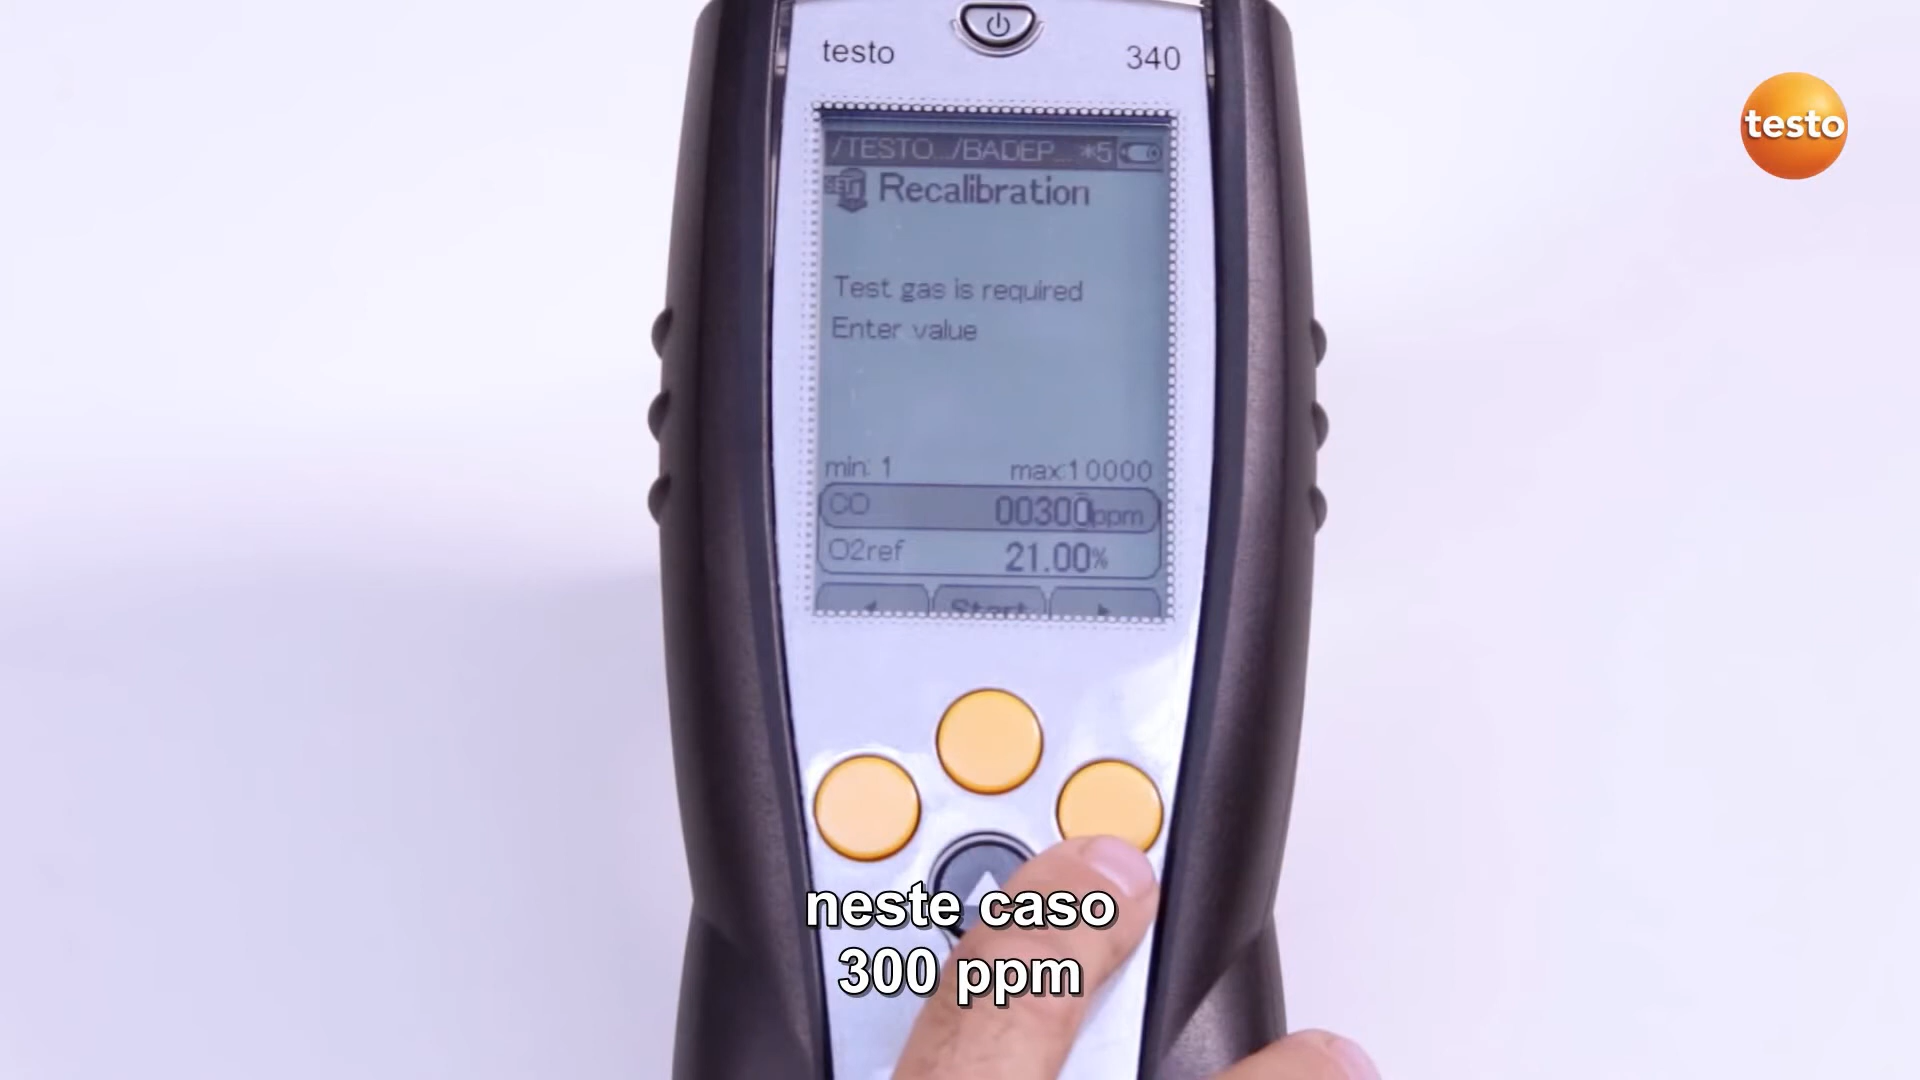 testo 340
testo
/TESTO.../BADEP... *5
Recalibration
Test gas is required
Enter value
min: 1 max:10000
CO 00300ppm
O2ref 21.00%
Start
neste caso
300 ppm